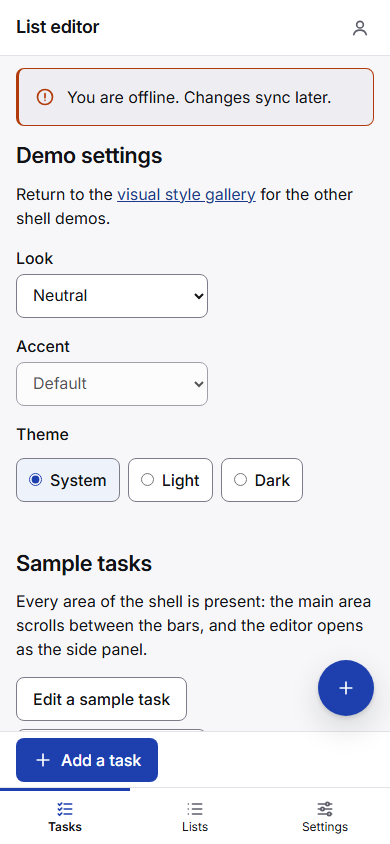 List editor
You are offline. Changes sync later.
Demo settings
Return to the visual style gallery for the other
shell demos.
Look
Neutral
Accent
Default
Theme
System
Light
Dark
Sample tasks
Every area of the shell is present: the main area
scrolls between the bars, and the editor opens
as the side panel.
Edit a sample task
Add a task
Tasks
Lists
Settings